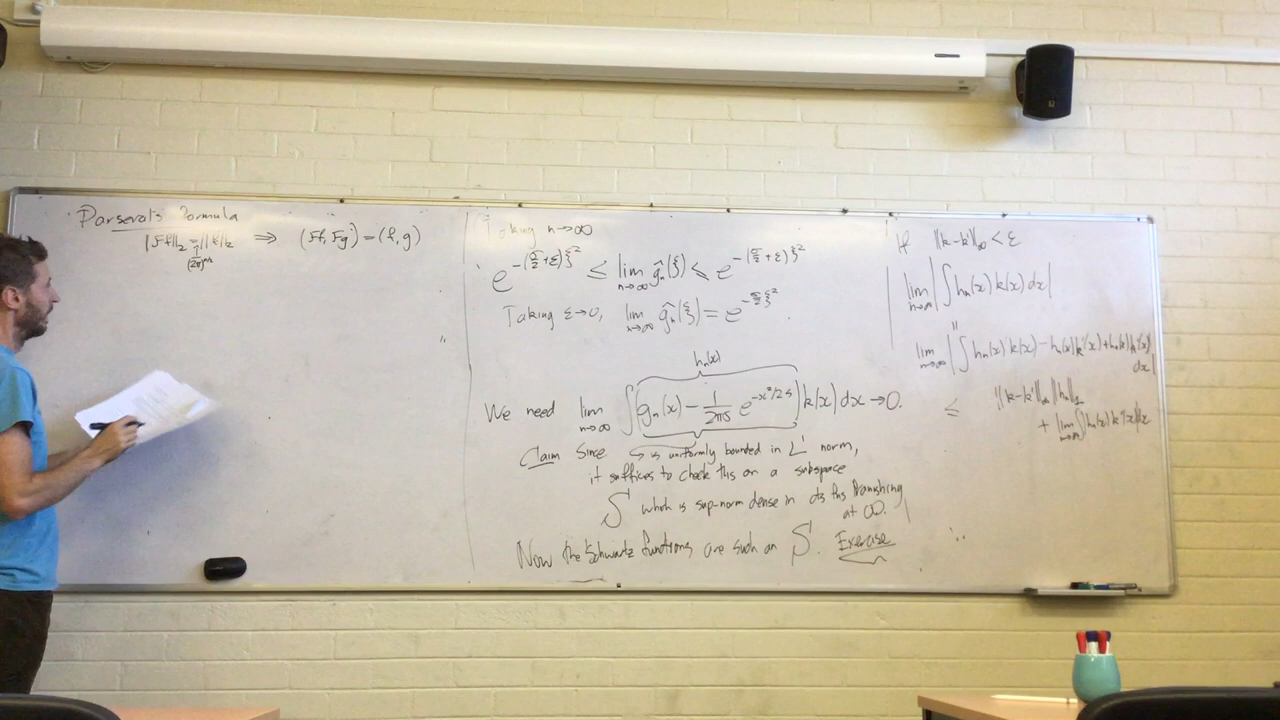 Parseval's Formula
‖Ff‖₂ = ‖f‖₂ ⟹ (Ff, Fg) = (f, g)
(2π)^{n/2}
Taking n→∞
e^{-(σ/2+ε)ξ²} ≤ lim_{n→∞} ĝₙ(ξ) ≤ e^{-(σ/2+ε)ξ²}
Taking ε→0, lim_{n→∞} ĝₙ(ξ) = e^{-σ/2 ξ²}
hₙ(x)
We need lim_{n→∞} ∫(gₙ(x) - 1/2πσ e^{-x²/2σ}) k(x) dx → 0.
Claim Since ↳ is uniformly bounded in L¹ norm,
it suffices to check this on a subspace
S which is sup-norm dense in cts fns vanishing
at ∞.
Now the Schwartz functions are such an S. Exercise
If ‖k-k'‖∞ < ε
lim_{n→∞} |∫hₙ(x) k(x) dx|
"
lim_{n→∞} |∫hₙ(x) k(x) - hₙ(x) k'(x) + hₙ(x) k'(x)
dx|
≤ ‖k-k'‖∞ ‖hₙ‖₁
+ lim_{n→∞} |∫hₙ(x) k'(x)dx